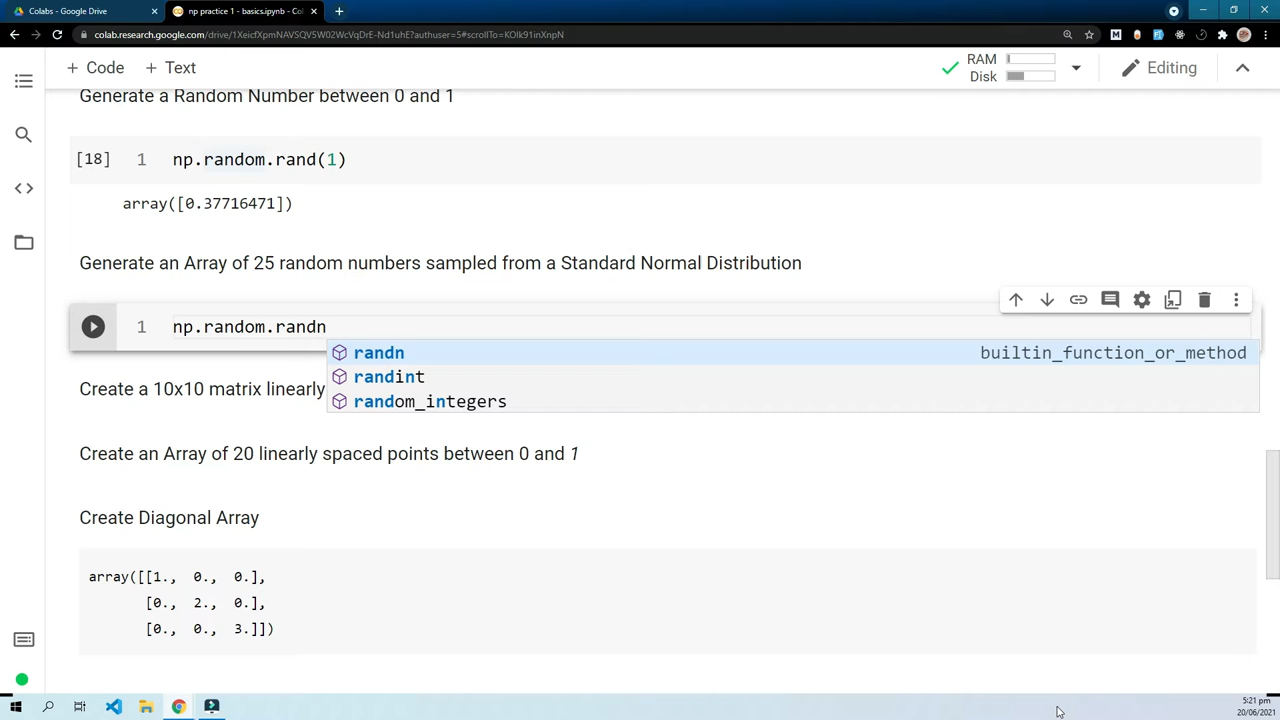 Colabs - Google Drive
np practice 1 - basics.ipynb - Col
colab.research.google.com/drive/1XeicfXpmNAVSQV5W02WcVqDrE-Nd1uhE?authuser=5#scrollTo=KOlk91inXnpN
+ Code + Text
RAM
Disk
Editing
Generate a Random Number between 0 and 1
[18] 1 np.random.rand(1)
array([0.37716471])
Generate an Array of 25 random numbers sampled from a Standard Normal Distribution
1 np.random.randn
randn builtin_function_or_method
randint
random_integers
Create a 10x10 matrix linearly
Create an Array of 20 linearly spaced points between 0 and 1
Create Diagonal Array
array([[1., 0., 0.],
[0., 2., 0.],
[0., 0., 3.]])
5:21 pm
20/06/2021